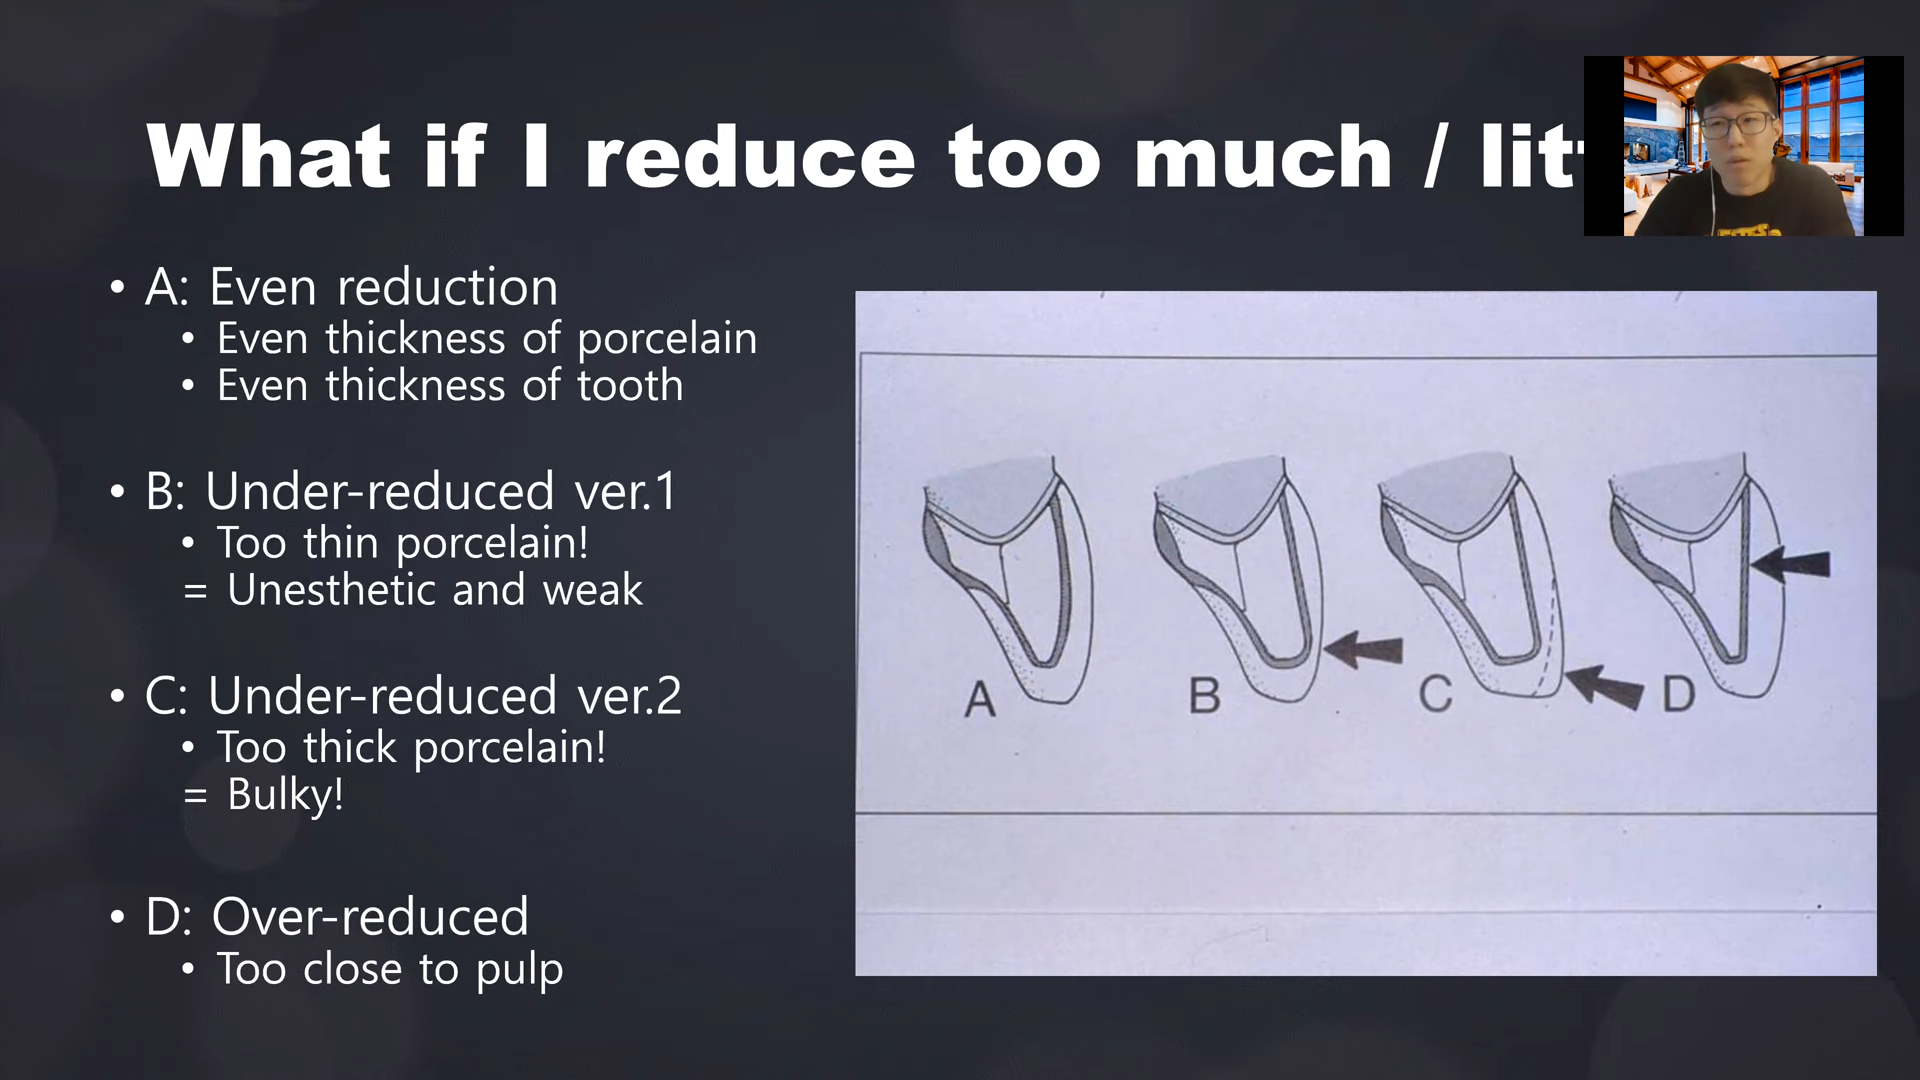 What if I reduce too much / lit
• A: Even reduction
• Even thickness of porcelain
• Even thickness of tooth
• B: Under-reduced ver.1
• Too thin porcelain!
= Unesthetic and weak
• C: Under-reduced ver.2
• Too thick porcelain!
= Bulky!
• D: Over-reduced
• Too close to pulp
A B C D